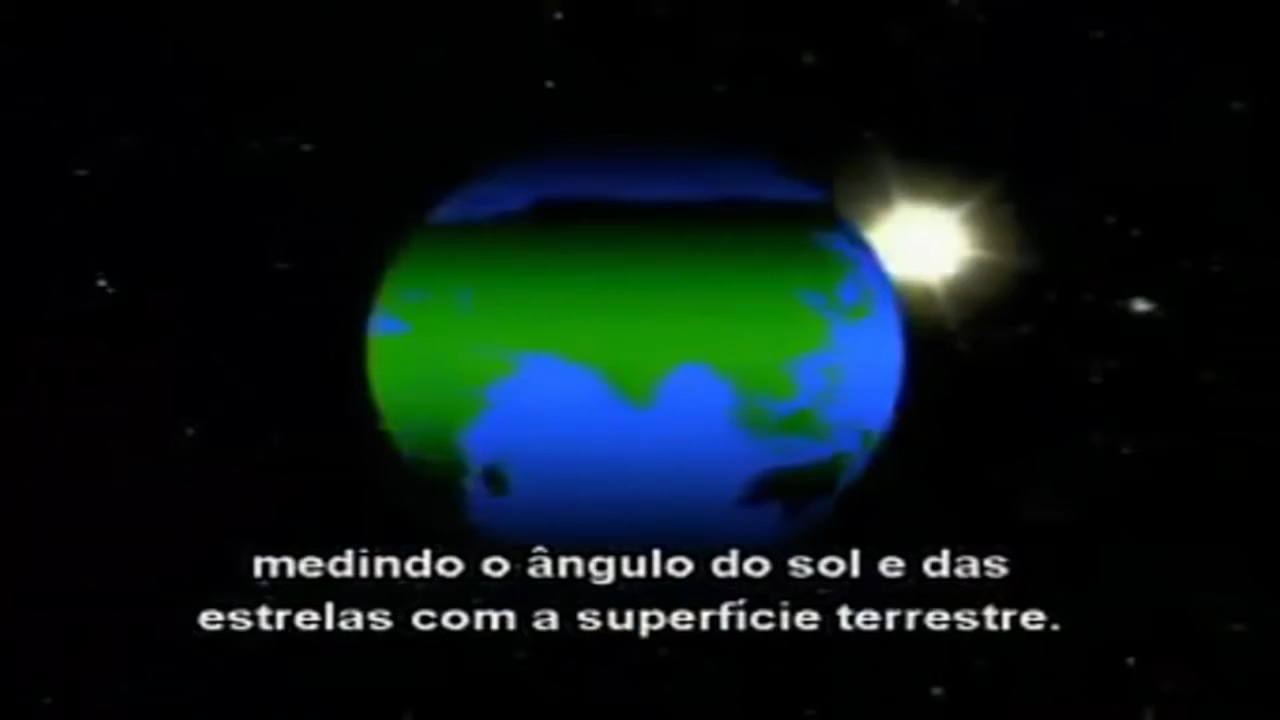 medindo o ângulo do sol e das
estrelas com a superfície terrestre.